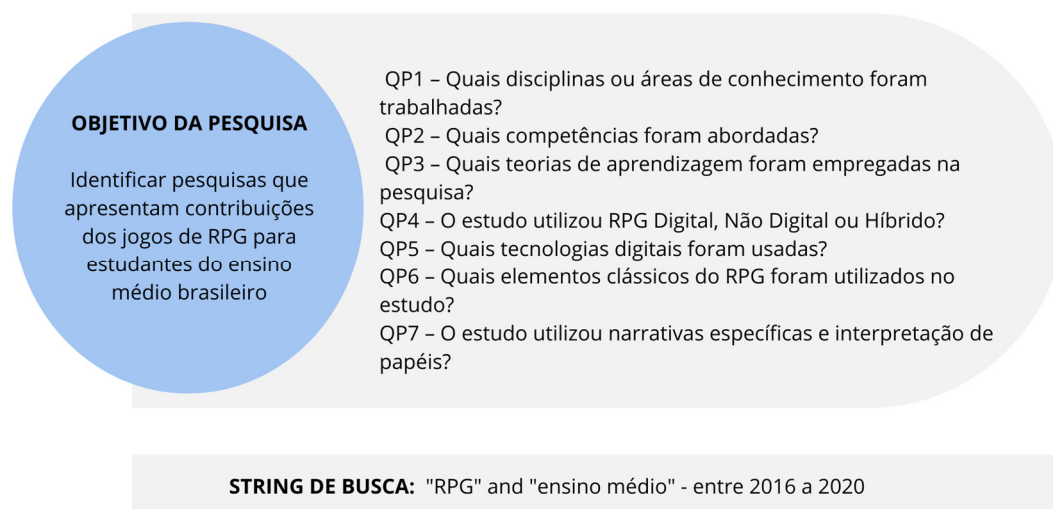 OBJETIVO DA PESQUISA
Identificar pesquisas que
apresentam contribuições
dos jogos de RPG para
estudantes do ensino
médio brasileiro
QP1 – Quais disciplinas ou áreas de conhecimento foram
trabalhadas?
QP2 – Quais competências foram abordadas?
QP3 – Quais teorias de aprendizagem foram empregadas na
pesquisa?
QP4 – O estudo utilizou RPG Digital, Não Digital ou Híbrido?
QP5 – Quais tecnologias digitais foram usadas?
QP6 – Quais elementos clássicos do RPG foram utilizados no
estudo?
QP7 – O estudo utilizou narrativas específicas e interpretação de
papéis?
STRING DE BUSCA: "RPG" and "ensino médio" - entre 2016 a 2020